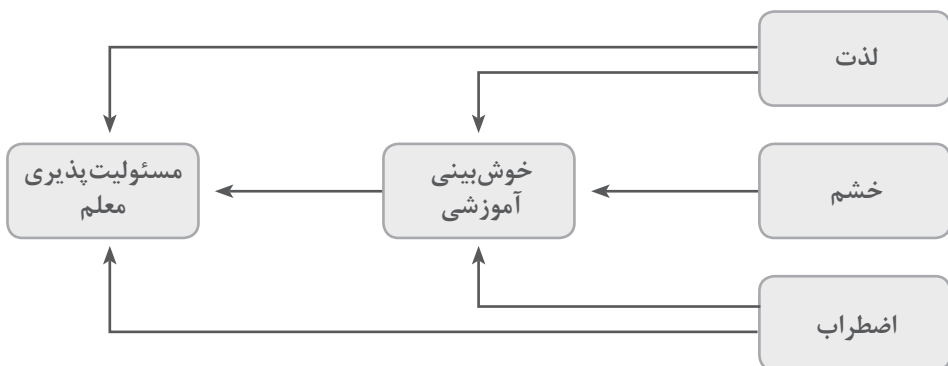 لذت
خشم
اضطراب
خوش‌بینی
آموزشی
مسئولیت‌پذیری
معلم